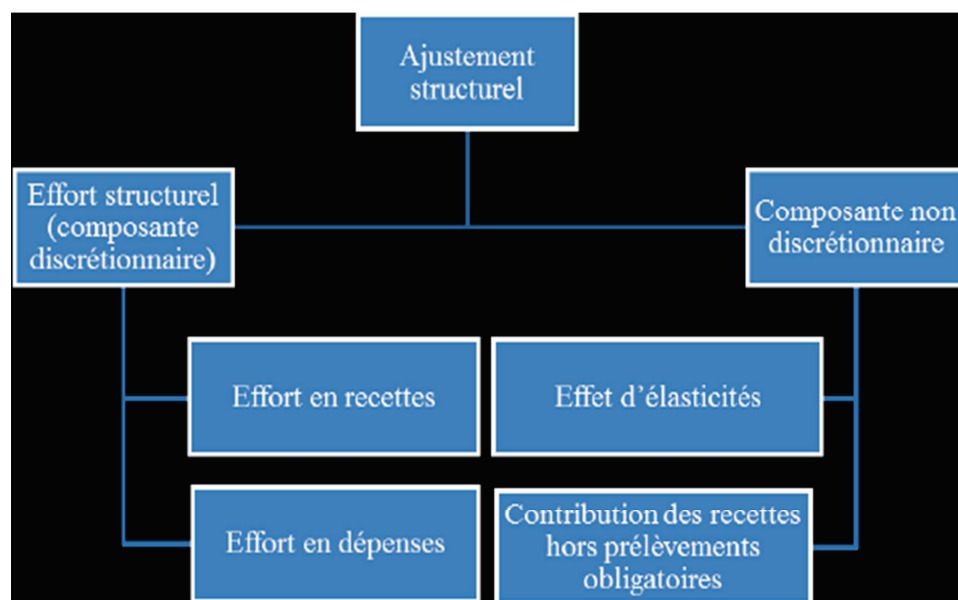 Ajustement
structurel
Effort structurel
(composante
discrétionnaire)
Composante non
discrétionnaire
Effort en recettes
Effet d’élasticités
Effort en dépenses
Contribution des recettes
hors prélèvements
obligatoires